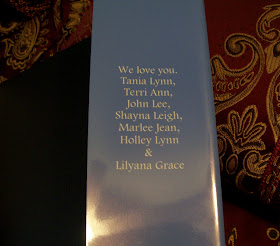 We love you.
Tania Lynn,
Terri Ann,
John Lee,
Shayna Leigh,
Marlee Jean,
Holley Lynn
&
Lilyana Grace